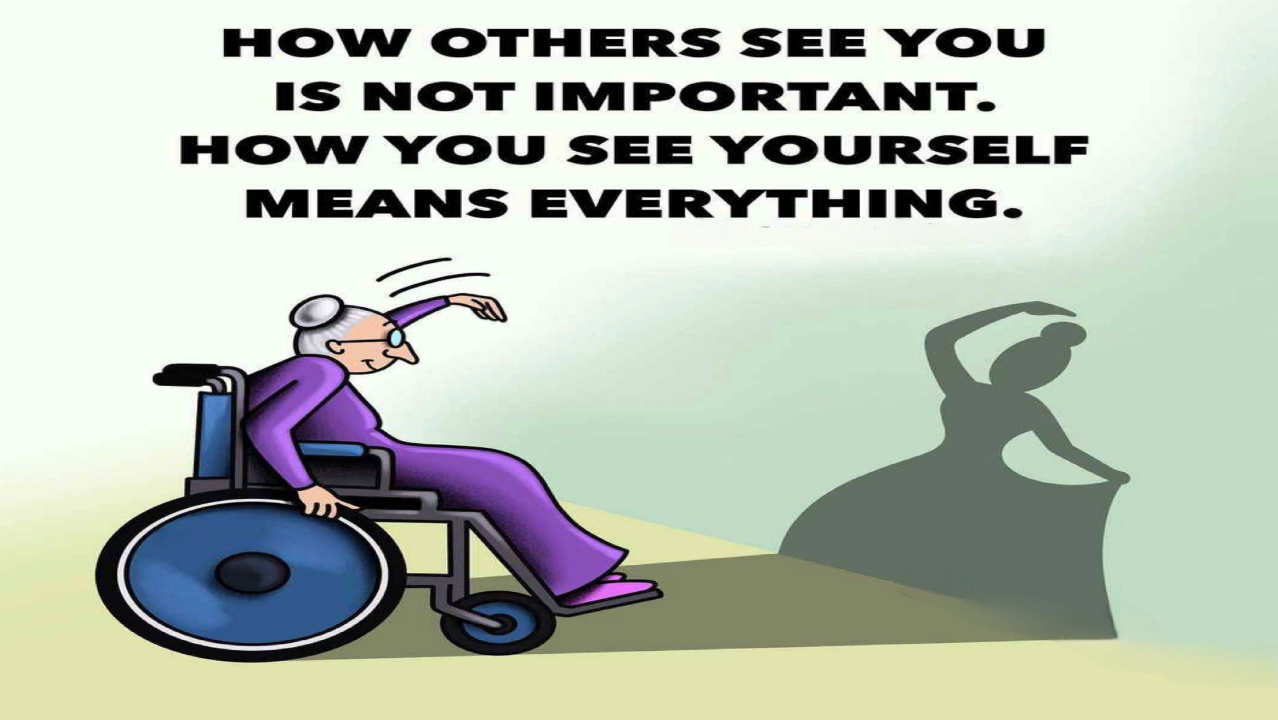 HOW OTHERS SEE YOU
IS NOT IMPORTANT.
HOW YOU SEE YOURSELF
MEANS EVERYTHING.